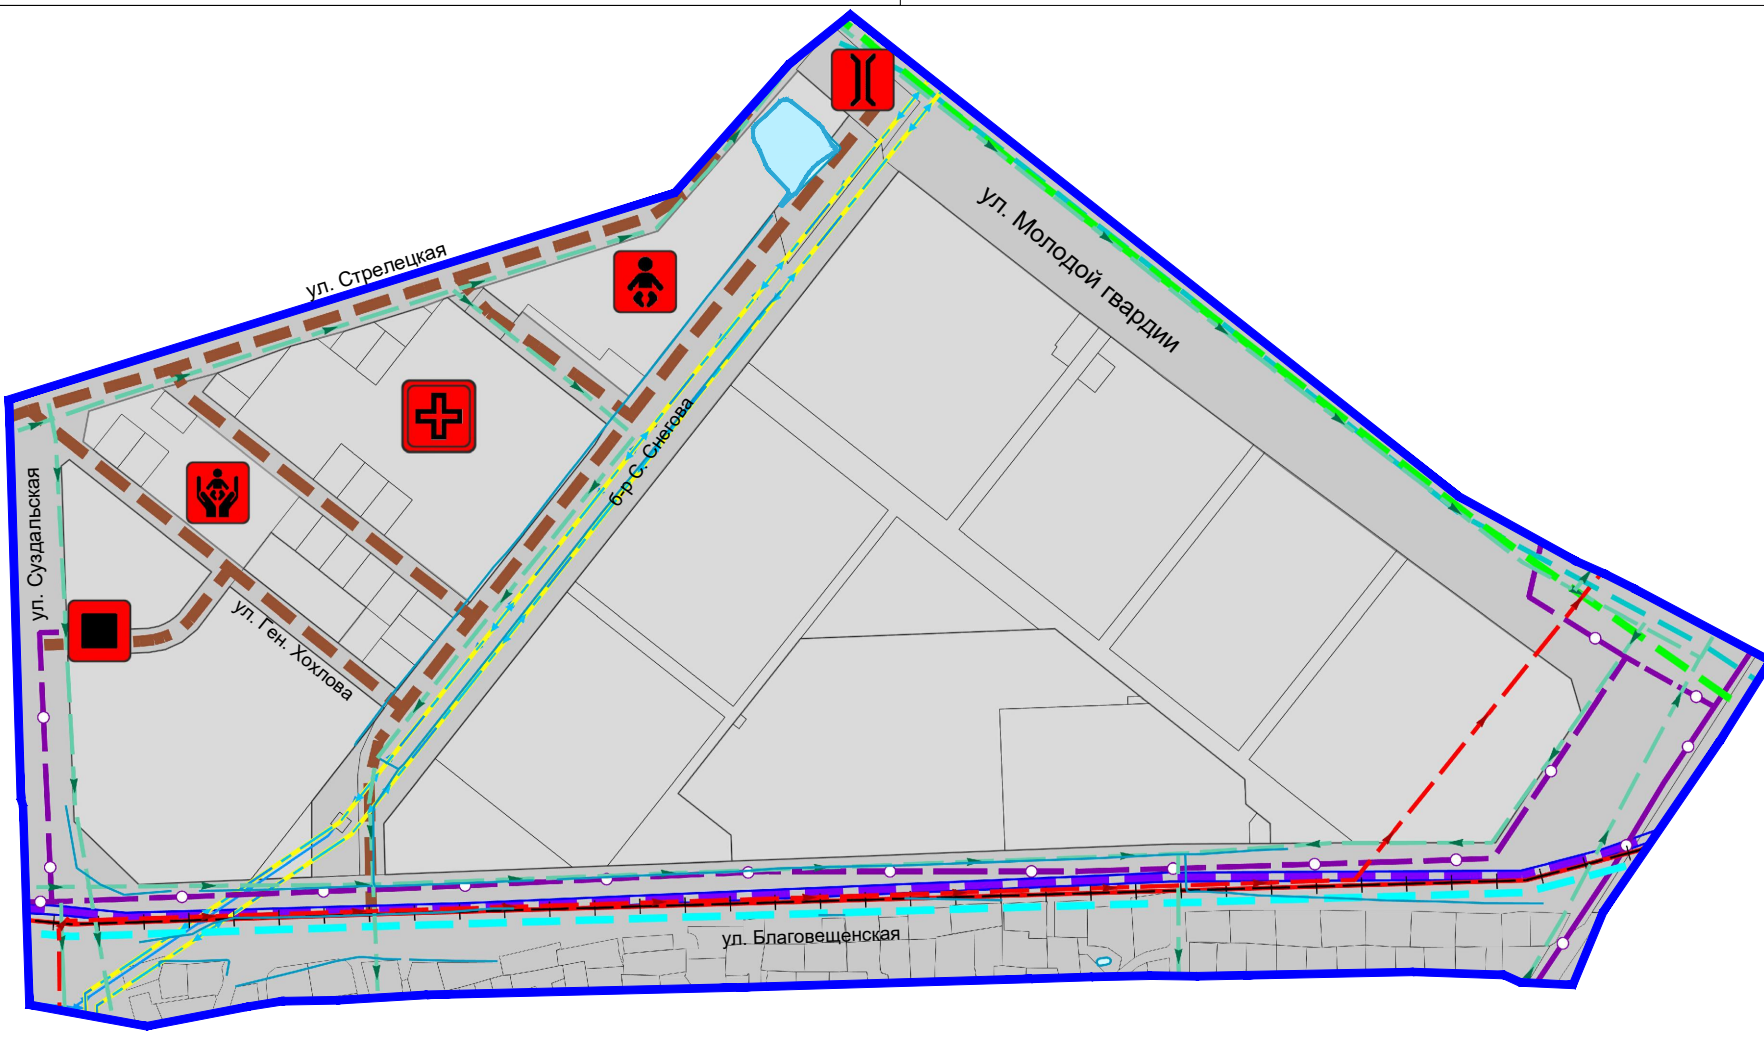 ул. Стрелецкая
ул. Молодой гвардии
б-р С. Снегова
ул. Суздальская
ул. Ген. Хохлова
ул. Благовещенская